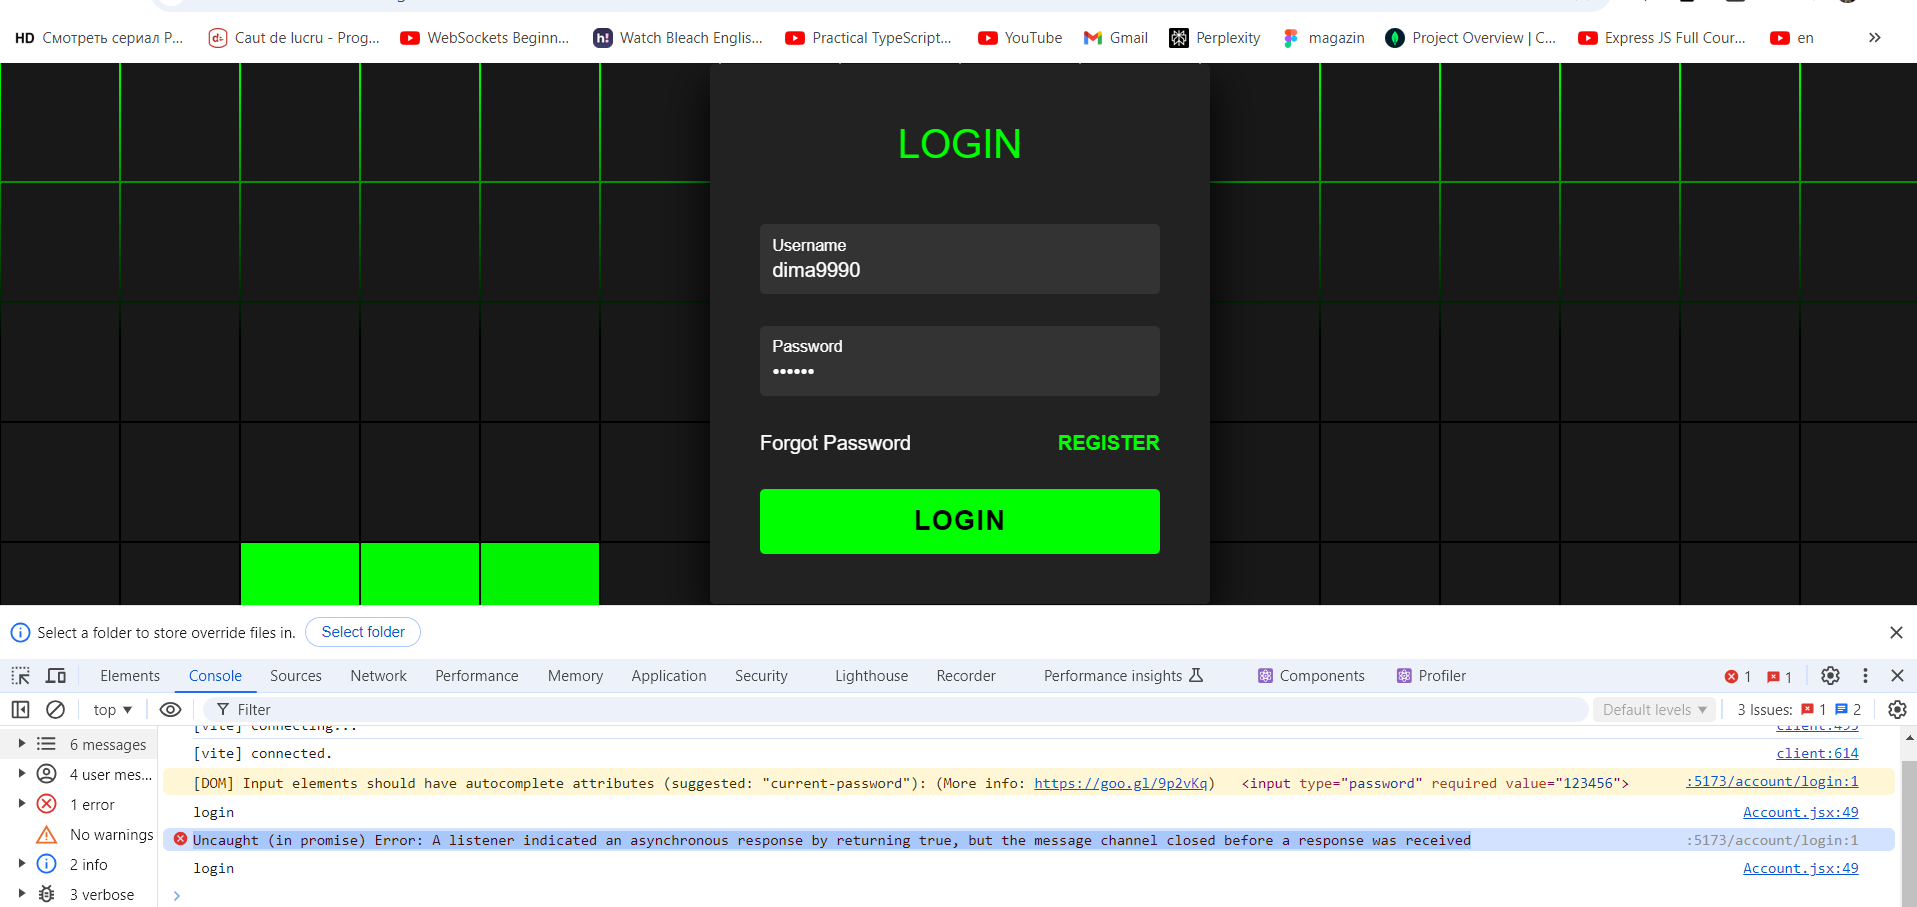 HD Смотреть сериал P... Caut de lucru - Prog... WebSockets Beginn... h! Watch Bleach Englis... Practical TypeScript... YouTube Gmail Perplexity magazin Project Overview | C... Express JS Full Cour... en »
LOGIN
Username
dima9990
Password
••••••
Forgot Password REGISTER
LOGIN
Select a folder to store override files in. Select folder
Elements Console Sources Network Performance Memory Application Security Lighthouse Recorder Performance insights Components Profiler 1 1
top Filter Default levels 3 Issues: 1 2
[vite] connecting... client:495
6 messages
[vite] connected. client:614
4 user mes...
[DOM] Input elements should have autocomplete attributes (suggested: "current-password"): (More info: https://goo.gl/9p2vKq) <input type="password" required value="123456"> :5173/account/login:1
1 error
login Account.jsx:49
No warnings
Uncaught (in promise) Error: A listener indicated an asynchronous response by returning true, but the message channel closed before a response was received :5173/account/login:1
2 info
login Account.jsx:49
3 verbose